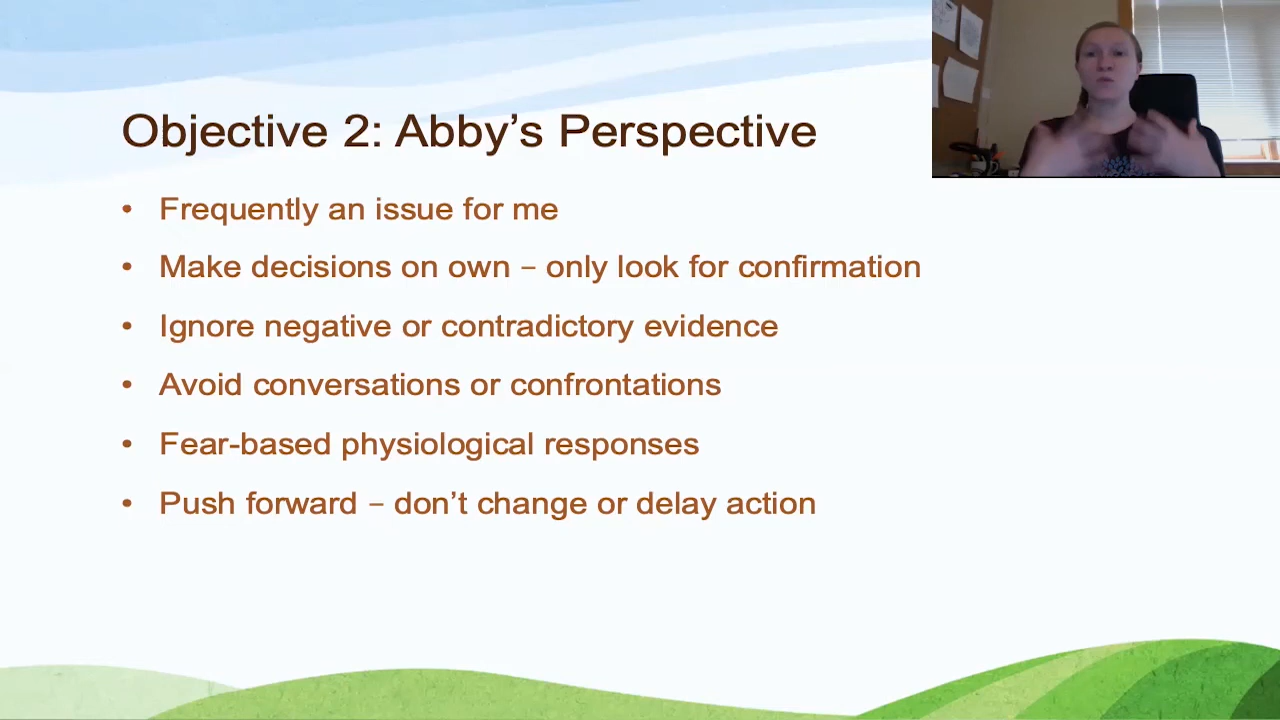 Objective 2: Abby’s Perspective
• Frequently an issue for me
• Make decisions on own – only look for confirmation
• Ignore negative or contradictory evidence
• Avoid conversations or confrontations
• Fear-based physiological responses
• Push forward – don’t change or delay action